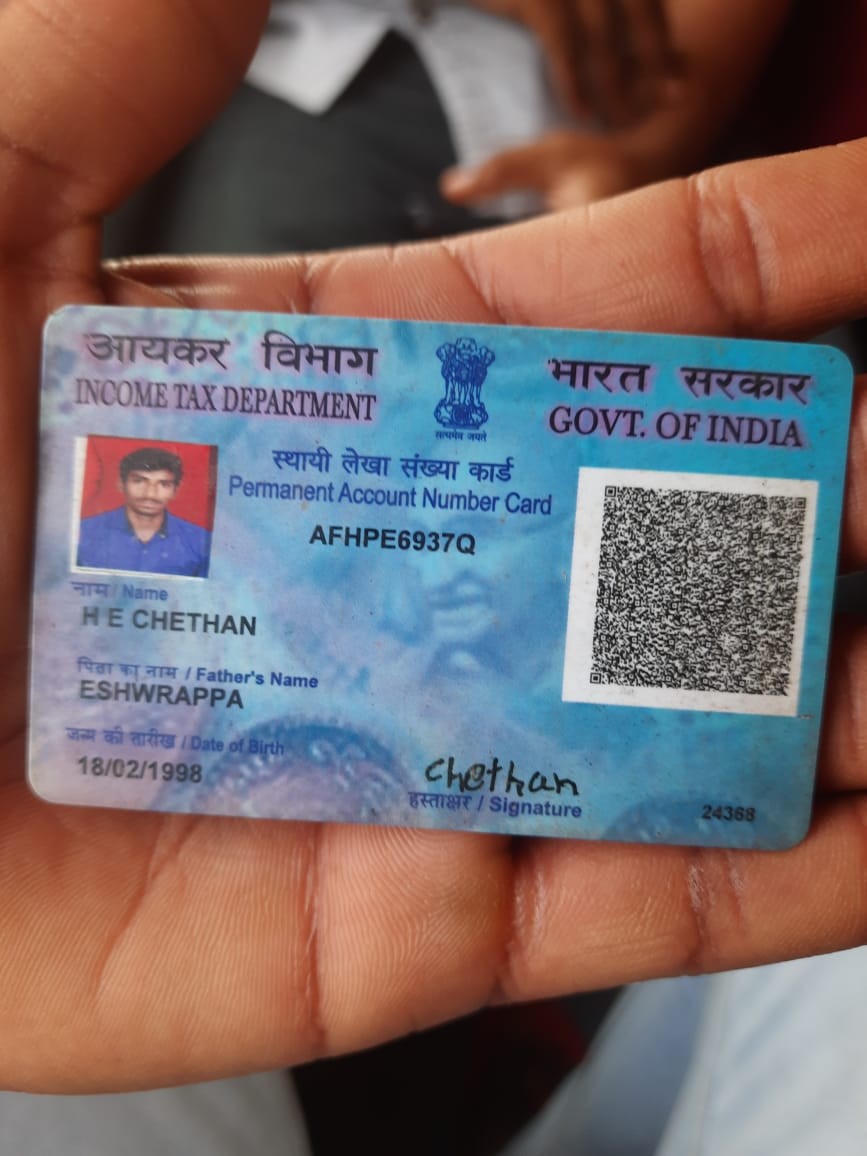 आयकर विभाग
INCOME TAX DEPARTMENT
सत्यमेव जयते
भारत सरकार
GOVT. OF INDIA
स्थायी लेखा संख्या कार्ड
Permanent Account Number Card
AFHPE6937Q
नाम / Name
H E CHETHAN
पिता का नाम / Father's Name
ESHWRAPPA
जन्म की तारीख / Date of Birth
18/02/1998
chethan
हस्ताक्षर / Signature
24368